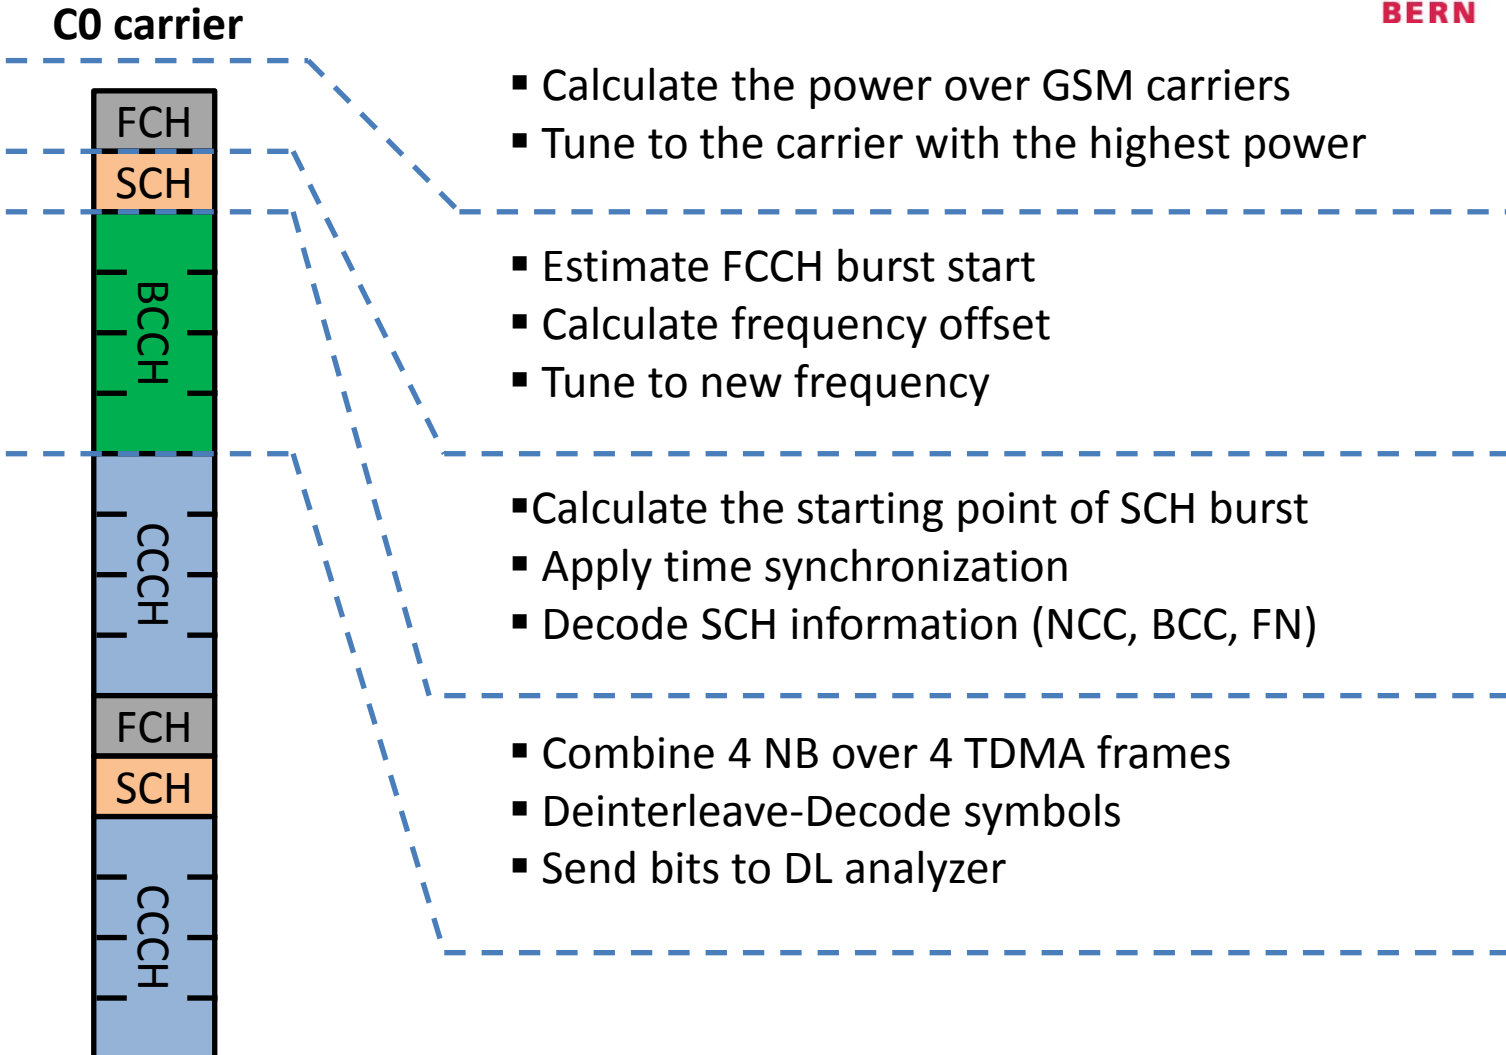 BERN
C0 carrier
▪ Calculate the power over GSM carriers
▪ Tune to the carrier with the highest power
FCH
SCH
BCCH
▪ Estimate FCCH burst start
▪ Calculate frequency offset
▪ Tune to new frequency
CCCH
▪Calculate the starting point of SCH burst
▪ Apply time synchronization
▪ Decode SCH information (NCC, BCC, FN)
FCH
SCH
CCCH
▪ Combine 4 NB over 4 TDMA frames
▪ Deinterleave-Decode symbols
▪ Send bits to DL analyzer